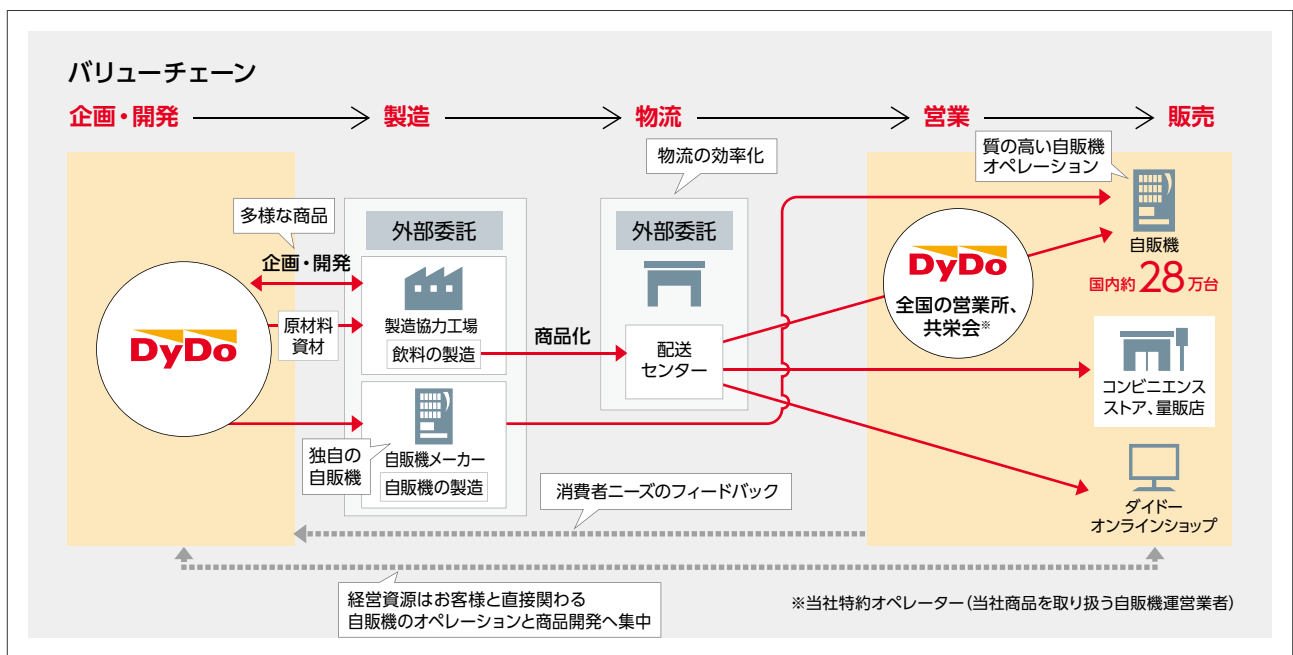 バリューチェーン
企画・開発
製造
物流
営業
販売
物流の効率化
質の高い自販機
オペレーション
多様な商品
外部委託
外部委託
企画・開発
DyDo
原材料
資材
製造協力工場
飲料の製造
商品化
配送
センター
DyDo
全国の営業所、
共栄会※
自販機
国内約28万台
コンビニエンス
ストア、量販店
独自の
自販機
自販機メーカー
自販機の製造
消費者ニーズのフィードバック
ダイドー
オンラインショップ
経営資源はお客様と直接関わる
自販機のオペレーションと商品開発へ集中
※当社特約オペレーター(当社商品を取り扱う自販機運営業者)